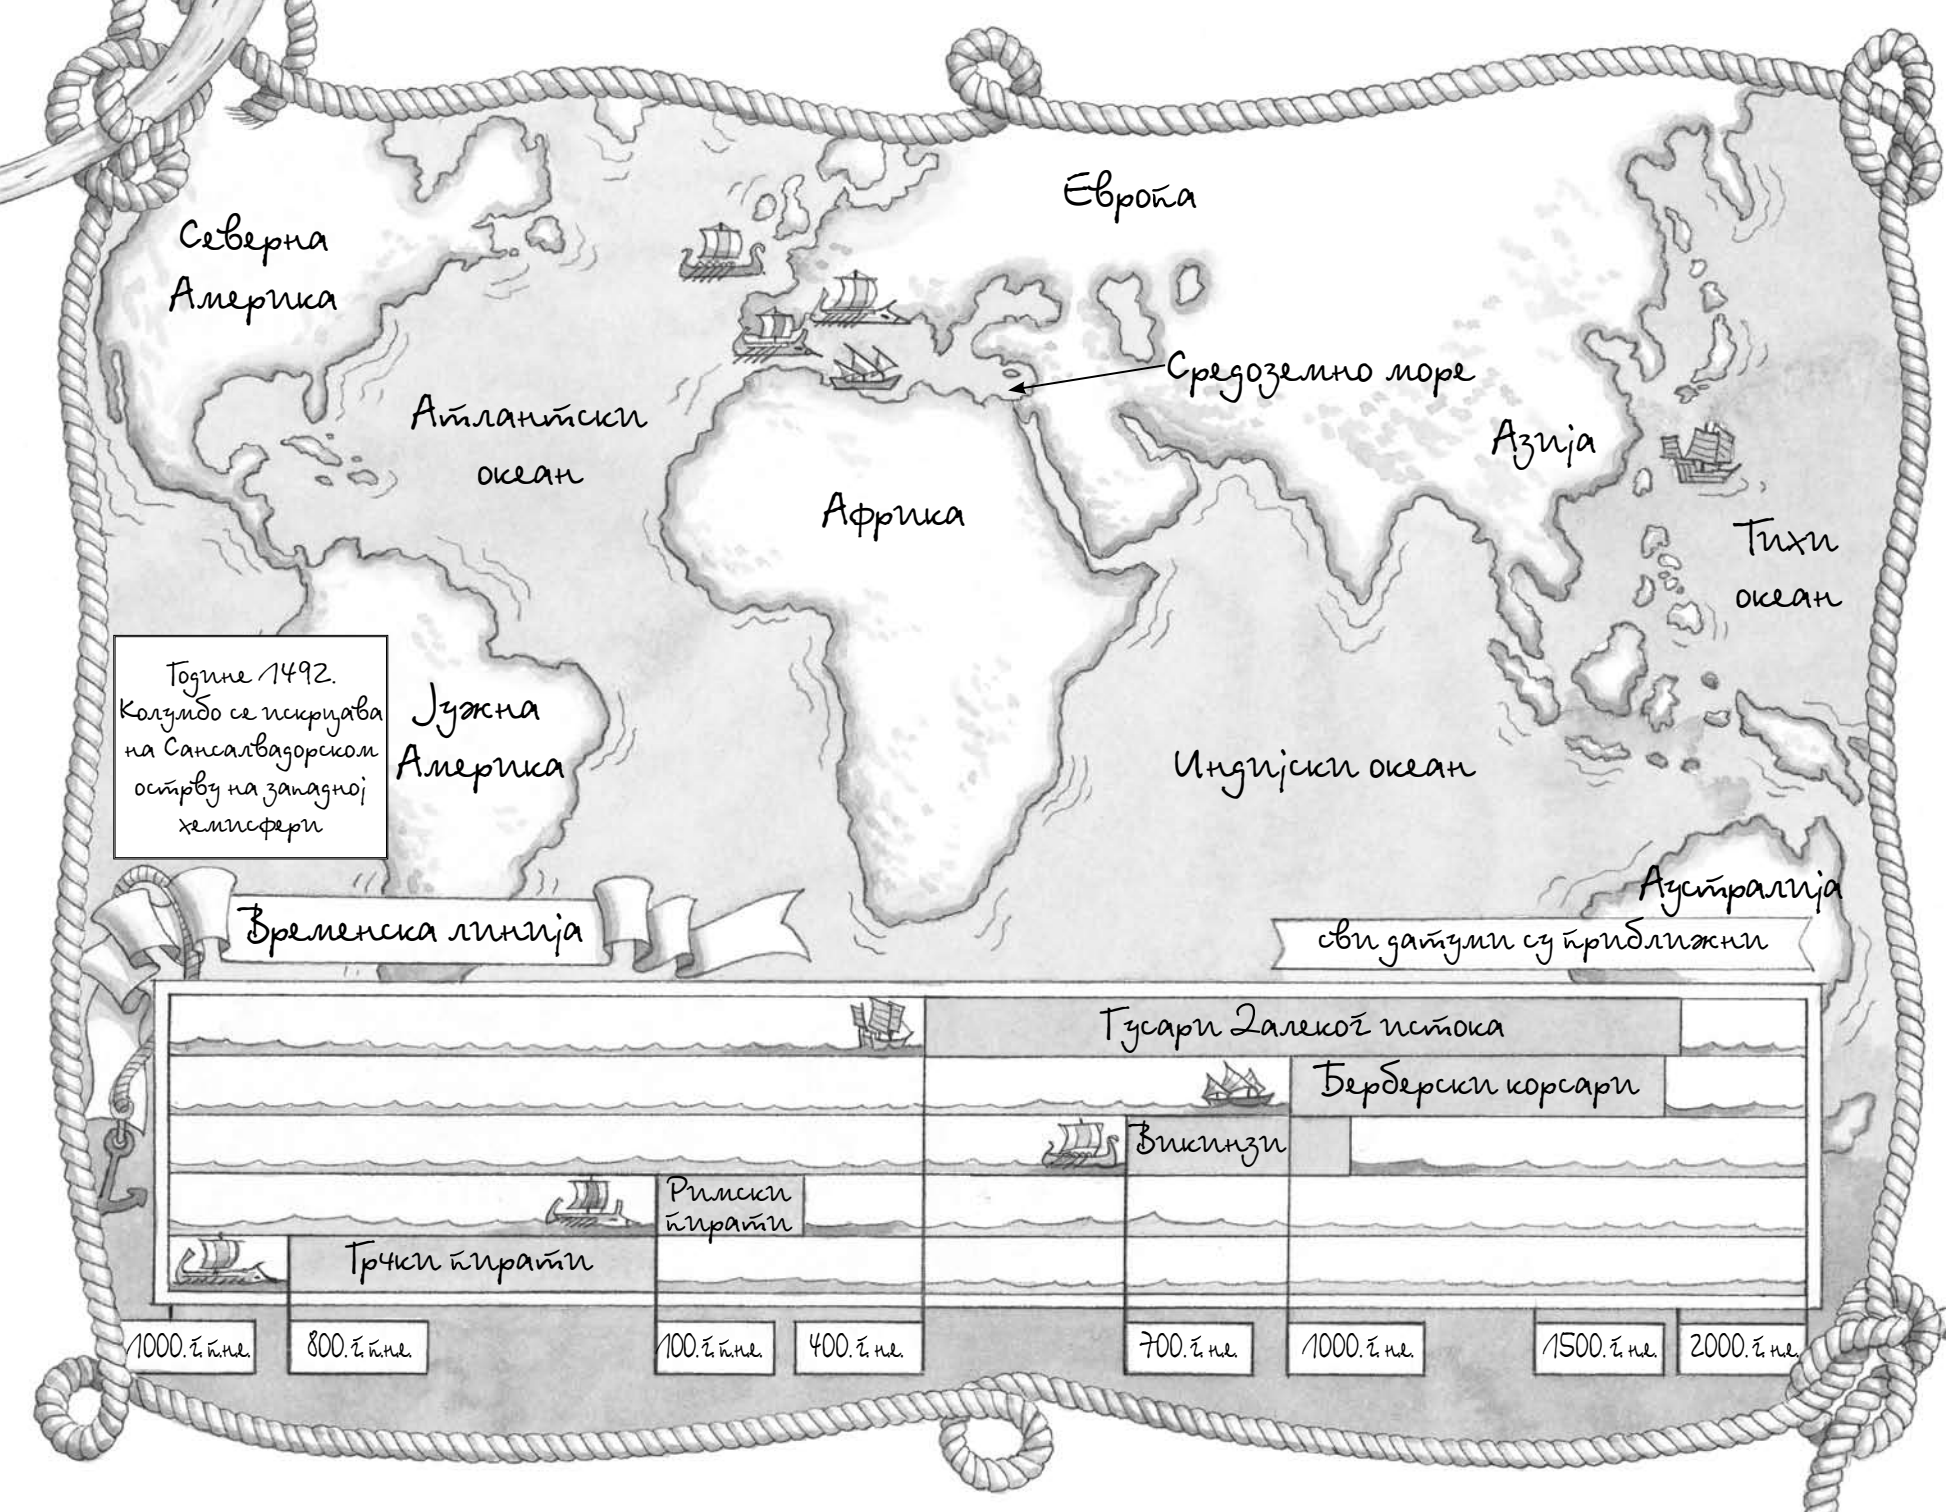 Европа
Северна
Америка
Средоземно море
Атлантски
океан
Азија
Африка
Тихи
океан
Године 1492.
Колумбо се искрцава
на Сансалвадорском
острву на западној
хемисфери
Јужна
Америка
Индијски океан
Аустралија
Временска линија
сви датуми су приближни
Гусари Далеког истока
Берберски корсари
Викинзи
Римски
пирати
Грчки пирати
1000. г. п.н.е.
800. г. п.н.е.
100. г. п.н.е.
400. г. н.е.
700. г. н.е.
1000. г. н.е.
1500. г. н.е.
2000. г. н.е.